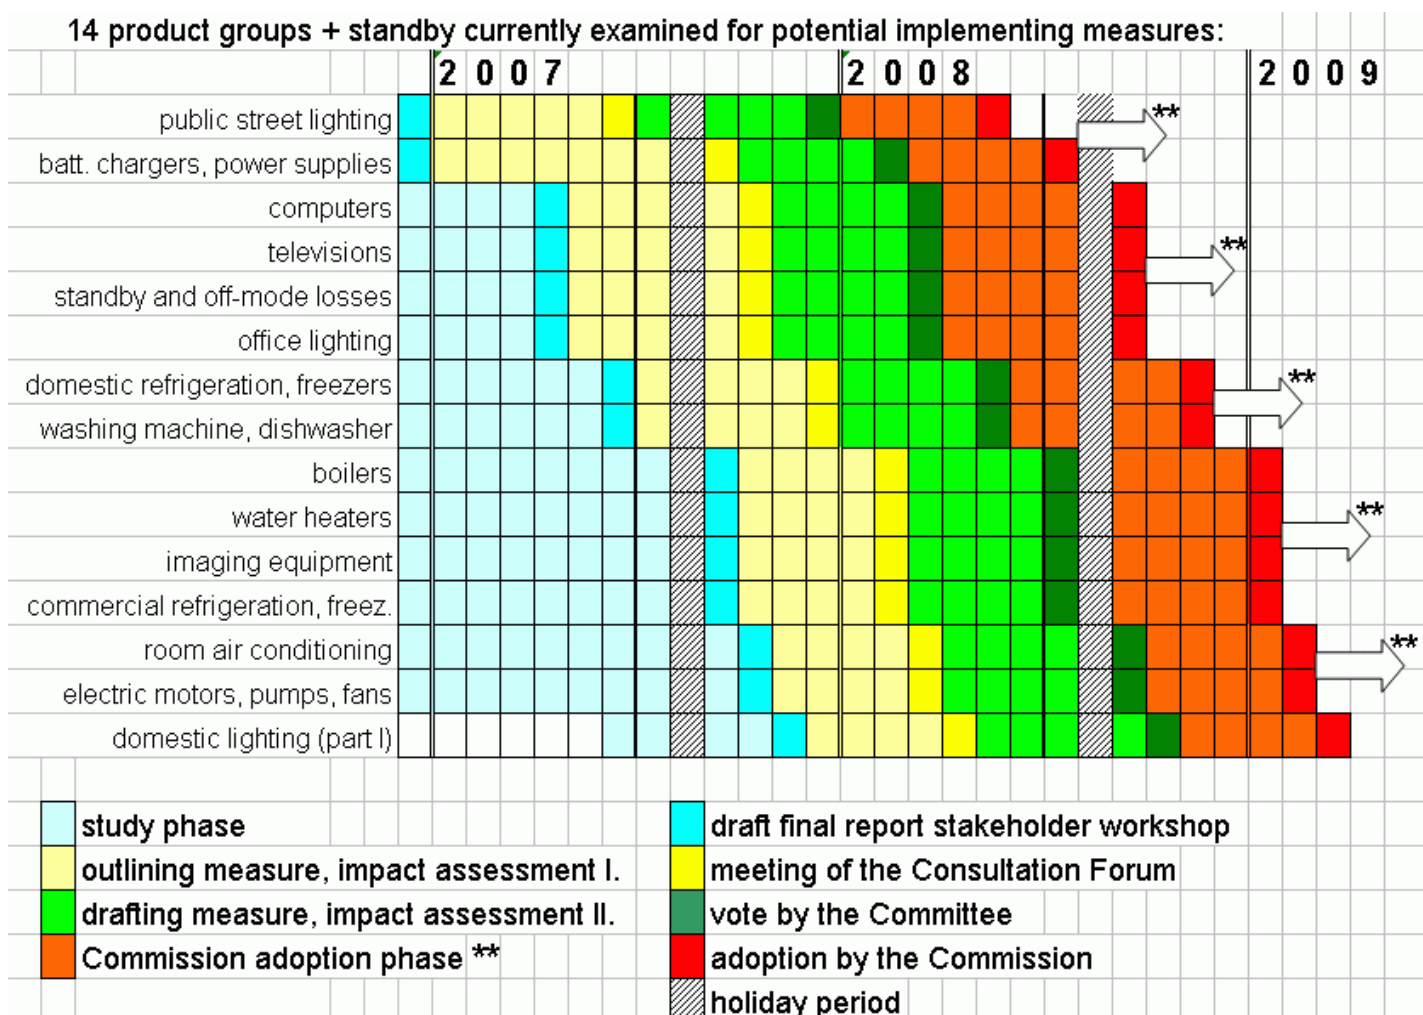 14 product groups + standby currently examined for potential implementing measures:
2 0 0 7 2 0 0 8 2 0 0 9
public street lighting **
batt. chargers, power supplies
computers
televisions **
standby and off-mode losses
office lighting
domestic refrigeration, freezers **
washing machine, dishwasher
boilers
water heaters **
imaging equipment
commercial refrigeration, freez.
room air conditioning **
electric motors, pumps, fans
domestic lighting (part I)
study phase
outlining measure, impact assessment I.
drafting measure, impact assessment II.
Commission adoption phase **
draft final report stakeholder workshop
meeting of the Consultation Forum
vote by the Committee
adoption by the Commission
holiday period